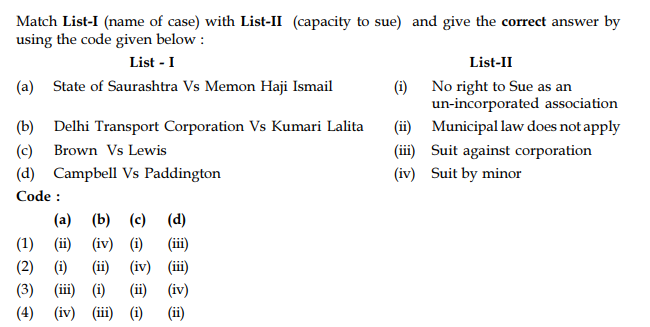 Match List-I (name of case) with List-II (capacity to sue) and give the correct answer by
using the code given below :
List - I List-II
(a) State of Saurashtra Vs Memon Haji Ismail (i) No right to Sue as an
un-incorporated association
(b) Delhi Transport Corporation Vs Kumari Lalita (ii) Municipal law does not apply
(c) Brown Vs Lewis (iii) Suit against corporation
(d) Campbell Vs Paddington (iv) Suit by minor
Code :
(a) (b) (c) (d)
(1) (ii) (iv) (i) (iii)
(2) (i) (ii) (iv) (iii)
(3) (iii) (i) (ii) (iv)
(4) (iv) (iii) (i) (ii)